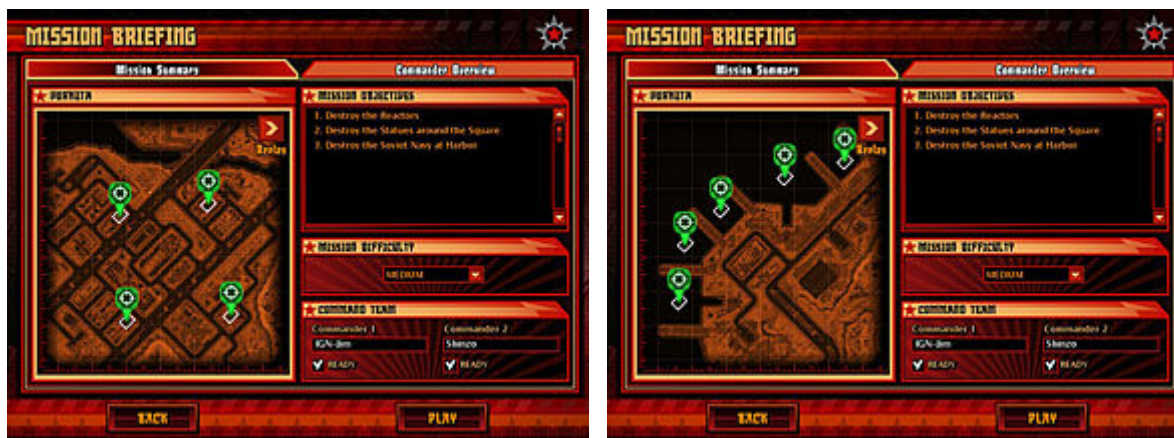 MISSION BRIEFING
Mission Summary
Commander Overview
VORKUTA
Replay
MISSION OBJECTIVES
1. Destroy the Reactors
2. Destroy the Statues around the Square
3. Destroy the Soviet Navy at Harbor
MISSION DIFFICULTY
MEDIUM
COMMAND TEAM
Commander 1
Commander 2
IGN-Jim
Shinzo
READY
READY
BACK
PLAY
MISSION BRIEFING
Mission Summary
Commander Overview
VORKUTA
Replay
MISSION OBJECTIVES
1. Destroy the Reactors
2. Destroy the Statues around the Square
3. Destroy the Soviet Navy at Harbor
MISSION DIFFICULTY
MEDIUM
COMMAND TEAM
Commander 1
Commander 2
IGN-Jim
Shinzo
READY
READY
BACK
PLAY